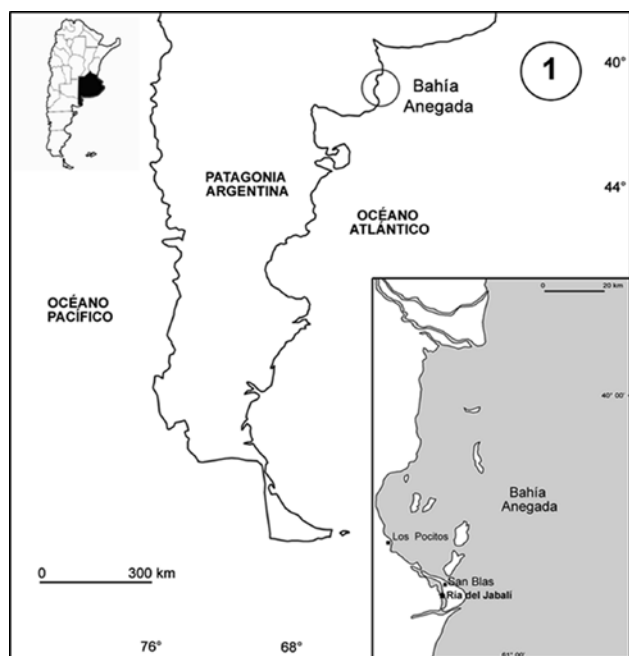 1
40°
Bahía
Anegada
44°
PATAGONIA
ARGENTINA
OCÉANO
ATLÁNTICO
OCÉANO
PACÍFICO
0 20 km
40° 00'
Bahía
Anegada
Los Pocitos
San Blas
Ría del Jabalí
0 300 km
76° 68°